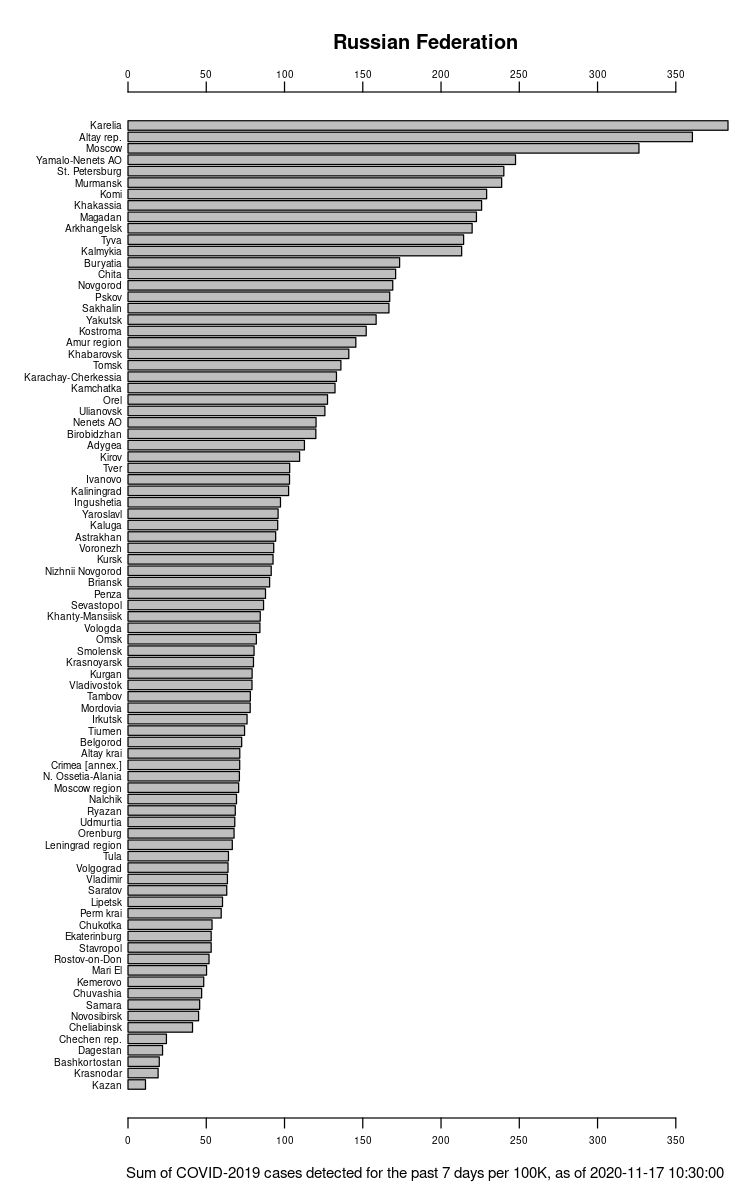 Russian Federation
0 50 100 150 200 250 300 350
Karelia
Altay rep.
Moscow
Yamalo-Nenets AO
St. Petersburg
Murmansk
Komi
Khakassia
Magadan
Arkhangelsk
Tyva
Kalmykia
Buryatia
Chita
Novgorod
Pskov
Sakhalin
Yakutsk
Kostroma
Amur region
Khabarovsk
Tomsk
Karachay-Cherkessia
Kamchatka
Orel
Ulianovsk
Nenets AO
Birobidzhan
Adygea
Kirov
Tver
Ivanovo
Kaliningrad
Ingushetia
Yaroslavl
Kaluga
Astrakhan
Voronezh
Kursk
Nizhnii Novgorod
Briansk
Penza
Sevastopol
Khanty-Mansiisk
Vologda
Omsk
Smolensk
Krasnoyarsk
Kurgan
Vladivostok
Tambov
Mordovia
Irkutsk
Tiumen
Belgorod
Altay krai
Crimea [annex.]
N. Ossetia-Alania
Moscow region
Nalchik
Ryazan
Udmurtia
Orenburg
Leningrad region
Tula
Volgograd
Vladimir
Saratov
Lipetsk
Perm krai
Chukotka
Ekaterinburg
Stavropol
Rostov-on-Don
Mari El
Kemerovo
Chuvashia
Samara
Novosibirsk
Cheliabinsk
Chechen rep.
Dagestan
Bashkortostan
Krasnodar
Kazan
0 50 100 150 200 250 300 350
Sum of COVID-2019 cases detected for the past 7 days per 100K, as of 2020-11-17 10:30:00